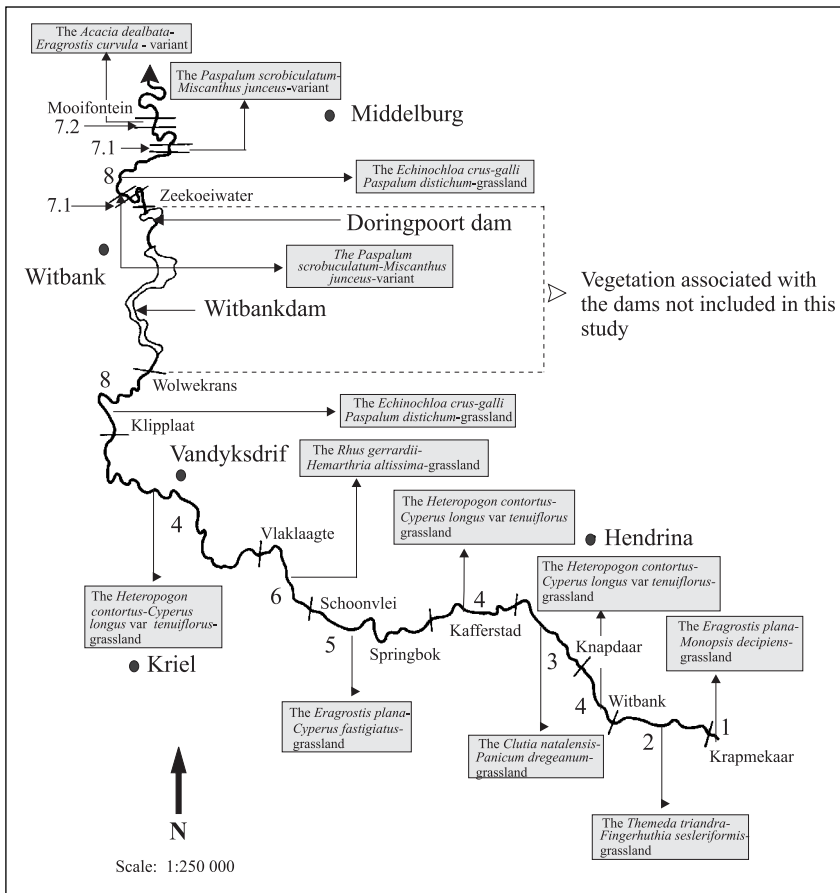 The Acacia dealbata-
Eragrostis curvula - variant
The Paspalum scrobiculatum-
Miscanthus junceus-variant
Mooifontein
7.2
Middelburg
7.1
8
The Echinochloa crus-galli
Paspalum distichum-grassland
7.1
Zeekoeiwater
Doringpoort dam
Witbank
The Paspalum
scrobuculatum-Miscanthus
junceus-variant
Vegetation associated with
the dams not included in this
study
Witbankdam
8
Wolwekrans
The Echinochloa crus-galli
Paspalum distichum-grassland
Klipplaat
Vandyksdrif
The Rhus gerrardii-
Hemarthria altissima-grassland
4
Vlaklaagte
The Heteropogon contortus-
Cyperus longus var tenuiflorus
grassland
Hendrina
The Heteropogon contortus-
Cyperus longus var tenuiflorus-
grassland
The Heteropogon
contortus-Cyperus
longus var tenuiflorus-
grassland
6
Schoonvlei
4
Kafferstad
The Eragrostis plana-
Monopsis decipiens-
grassland
5
Springbok
3
Knapdaar
Kriel
4
Witbank
The Eragrostis plana-
Cyperus fastigiatus-
grassland
2
1
Krapmekaar
The Clutia natalensis-
Panicum dregeanum-
grassland
The Themeda triandra-
Fingerhuthia sesleriformis-
grassland
N
Scale: 1:250 000